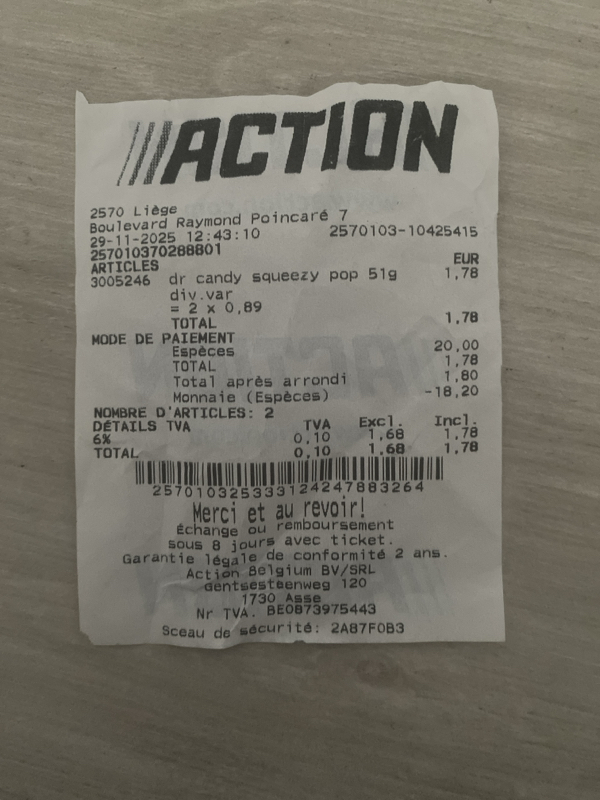 ACTION
2570 Liège
Boulevard Raymond Poincaré 7
29-11-2025 12:43:10 2570103-10425415
257010370288801
ARTICLES EUR
3005246 dr candy squeezy pop 51g 1,78
div.var
= 2 x 0,89
TOTAL 1,78
MODE DE PAIEMENT
Espèces 20,00
TOTAL 1,78
Total après arrondi 1,80
Monnaie (Espèces) -18,20
NOMBRE D'ARTICLES: 2
DÉTAILS TVA TVA Excl. Incl.
6% 0,10 1,68 1,78
TOTAL 0,10 1,68 1,78
2570103253331242478​83264
Merci et au revoir!
Échange ou remboursement
sous 8 jours avec ticket.
Garantie légale de conformité 2 ans.
Action Belgium BV/SRL
Gentsesteenweg 120
1730 Asse
Nr TVA. BE0873975443
Sceau de sécurité: 2A87F0B3